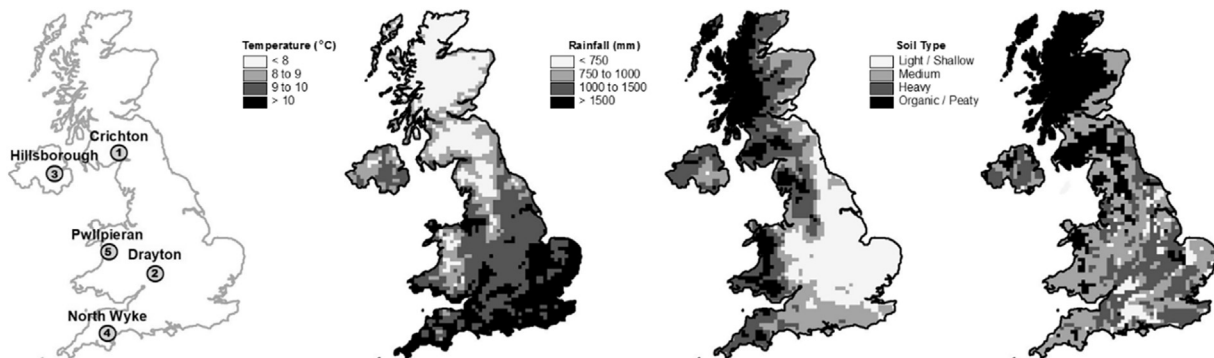 Crichton
1
Hillsborough
3
Pwllpieran
5
Drayton
2
North Wyke
4
Temperature (°C)
< 8
8 to 9
9 to 10
> 10
Rainfall (mm)
< 750
750 to 1000
1000 to 1500
> 1500
Soil Type
Light / Shallow
Medium
Heavy
Organic / Peaty